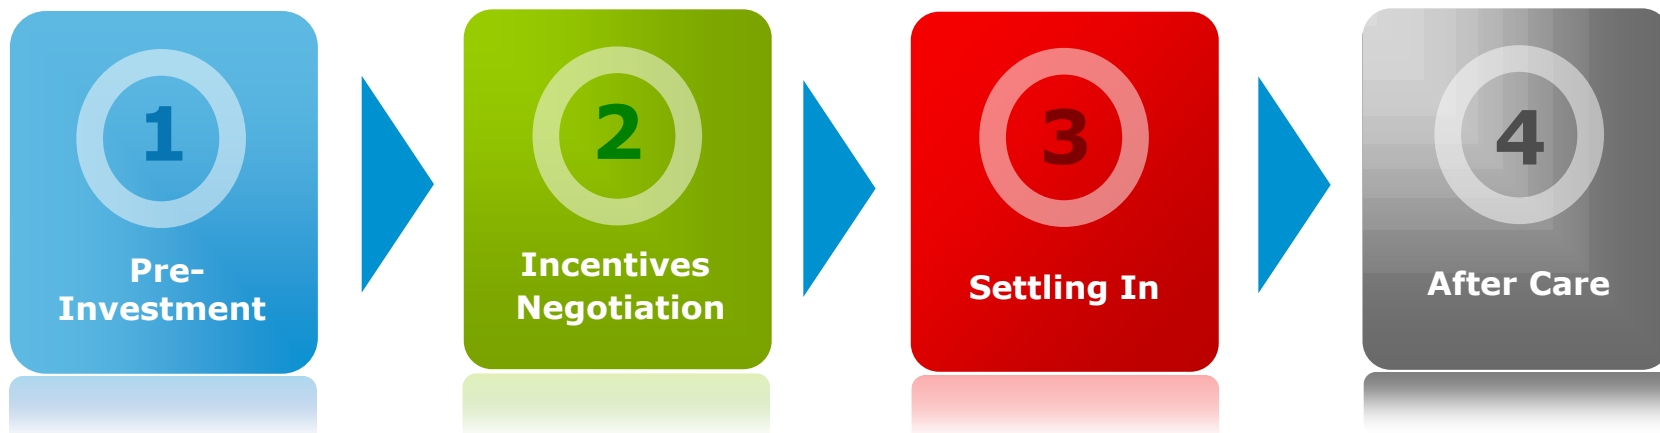 1
Pre-
Investment
2
Incentives
Negotiation
3
Settling In
4
After Care